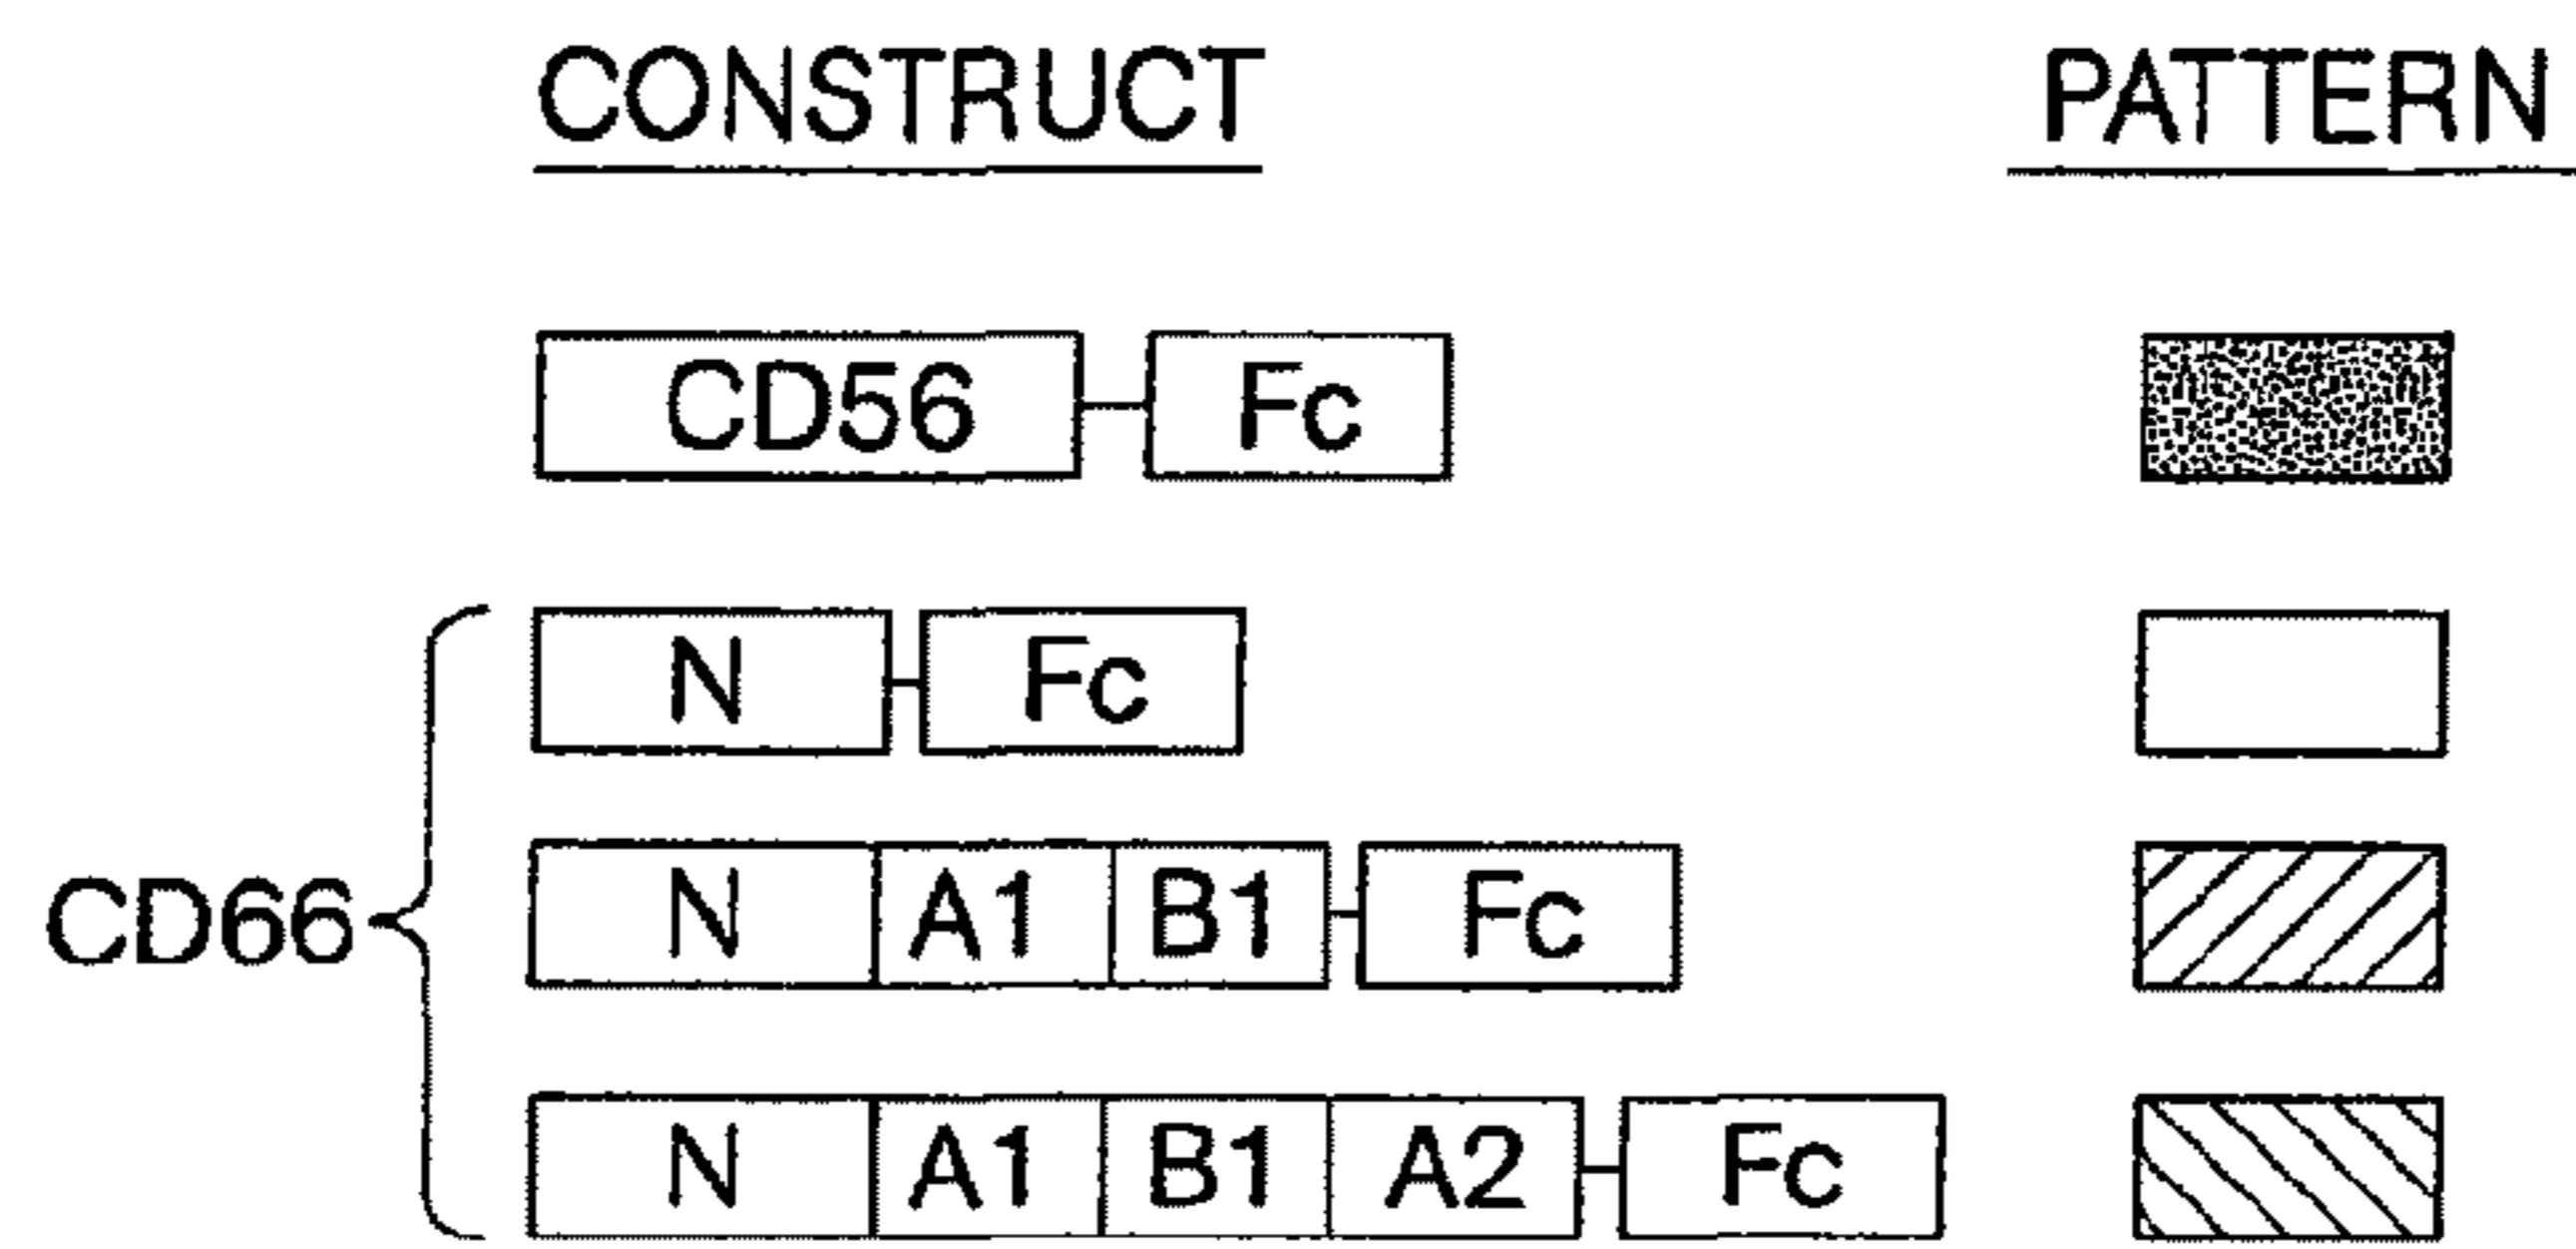 CONSTRUCT PATTERN
CD56 Fc
N Fc
CD66 N A1 B1 Fc
N A1 B1 A2 Fc